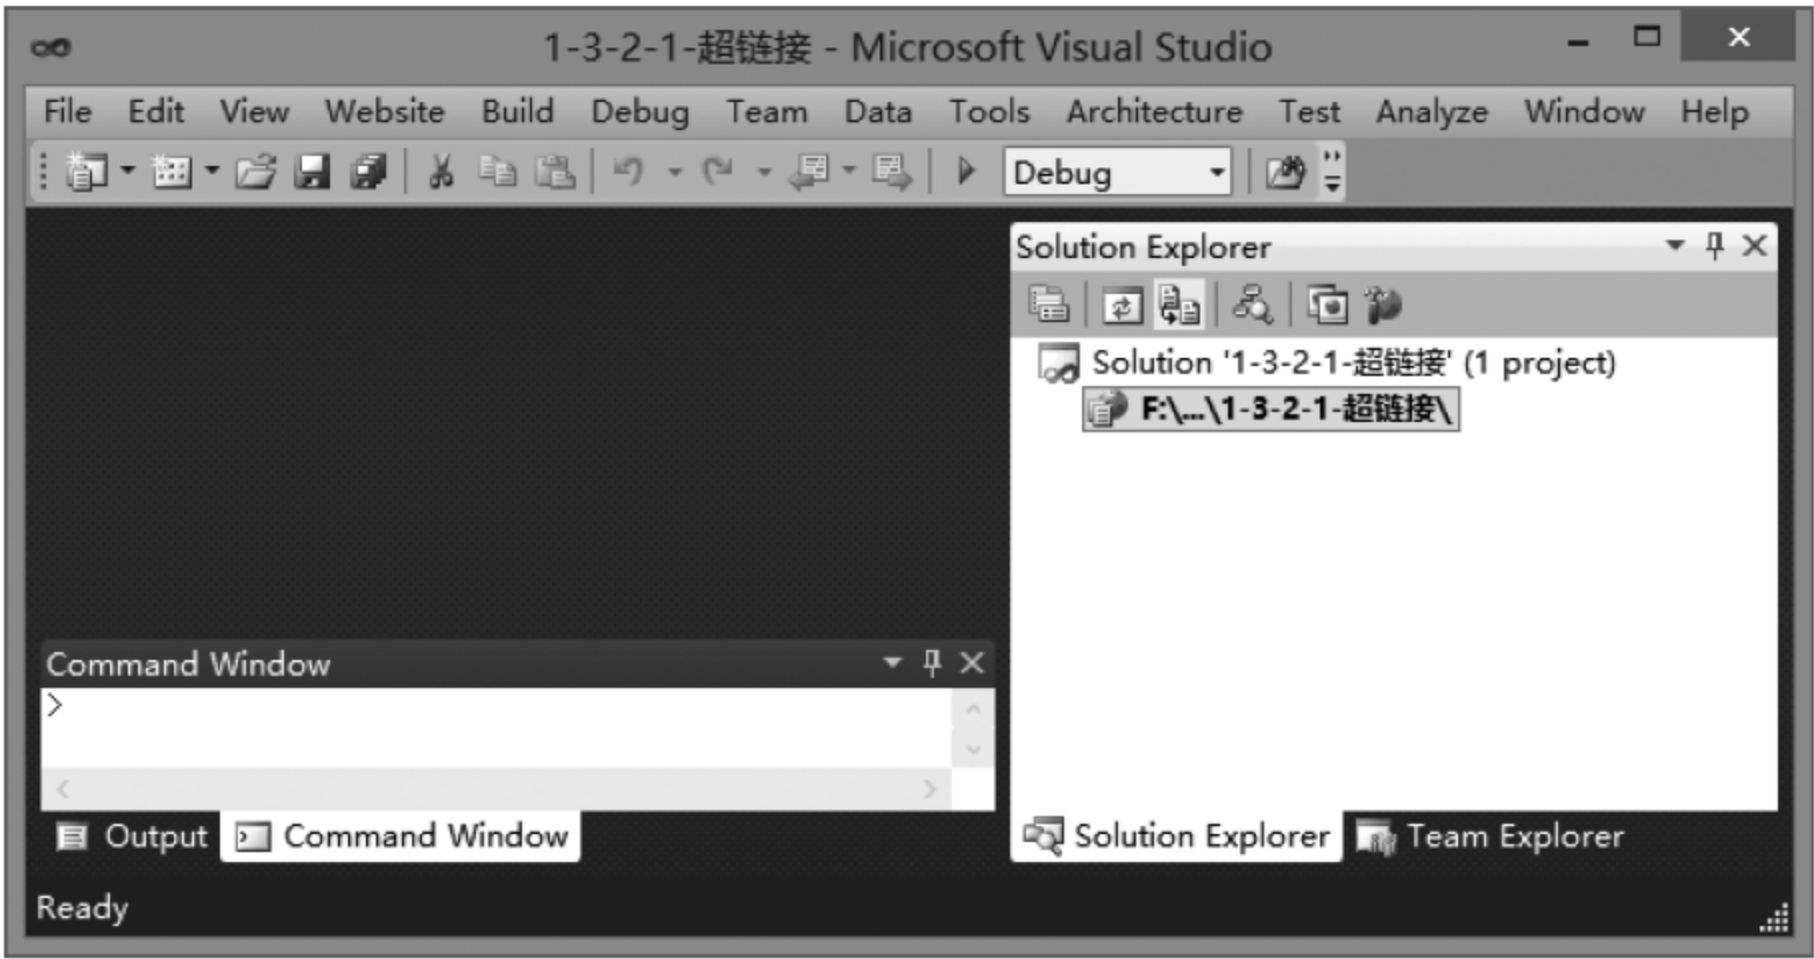 1-3-2-1-超链接 - Microsoft Visual Studio
File Edit View Website Build Debug Team Data Tools Architecture Test Analyze Window Help
Debug
Solution Explorer
Solution '1-3-2-1-超链接' (1 project)
F:\...\1-3-2-1-超链接\
Command Window
>
Output Command Window
Solution Explorer Team Explorer
Ready